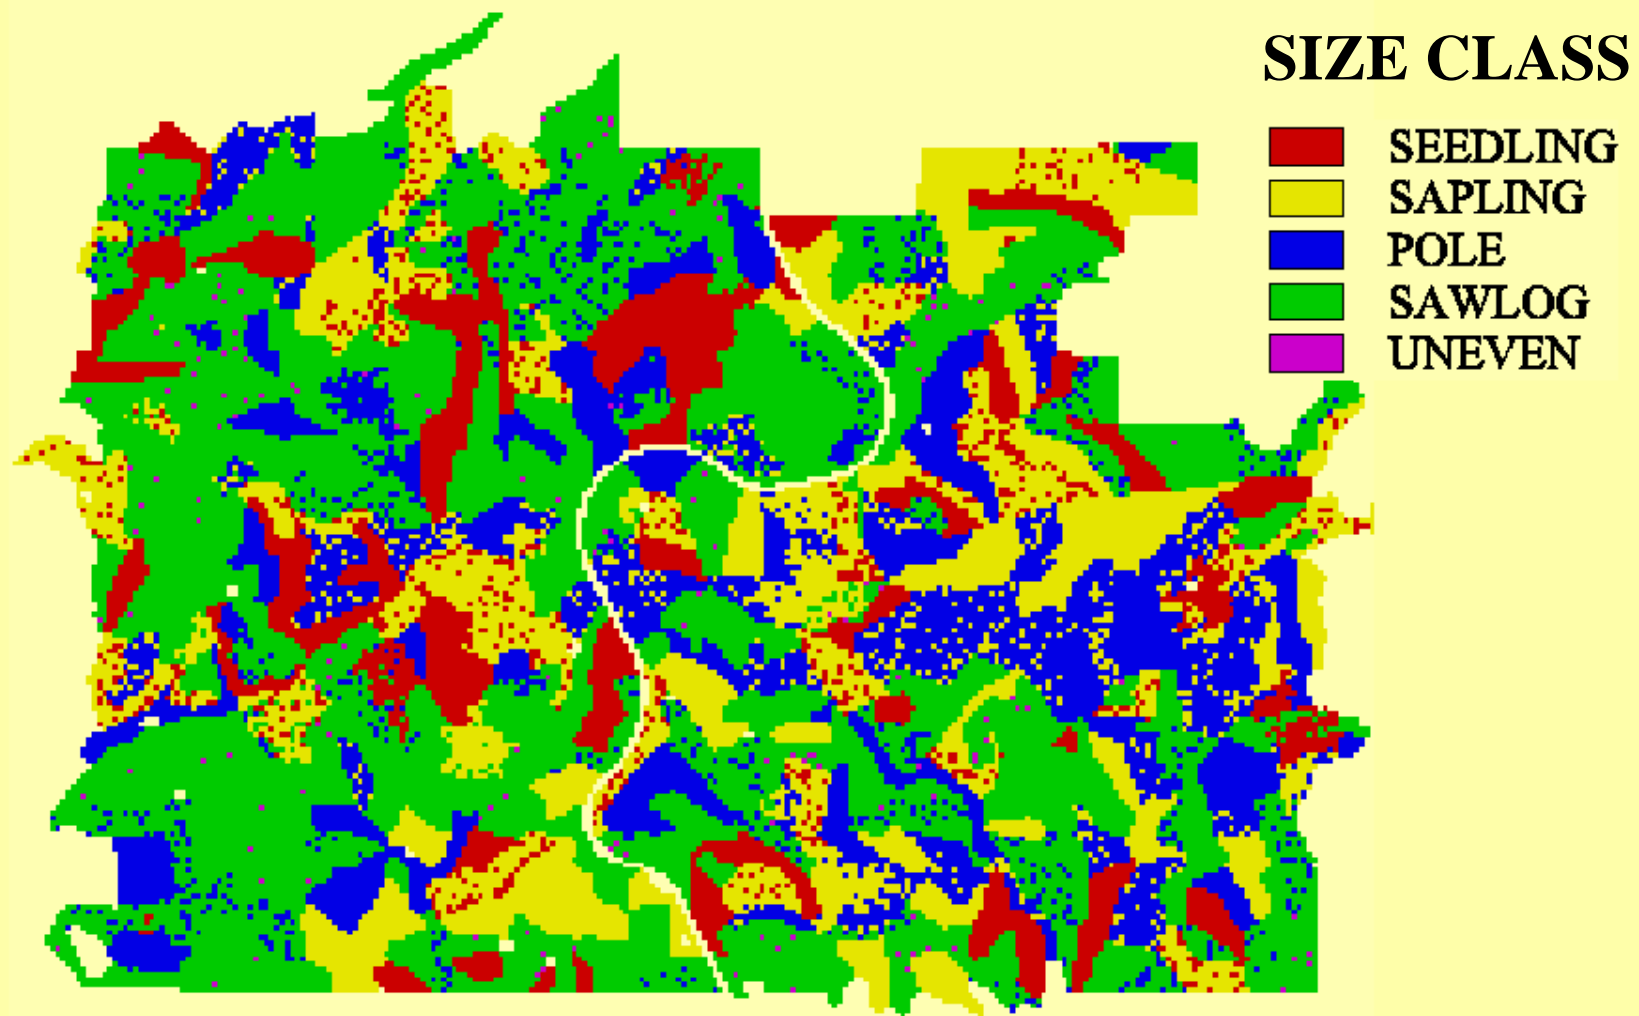 SIZE CLASS
SEEDLING
SAPLING
POLE
SAWLOG
UNEVEN